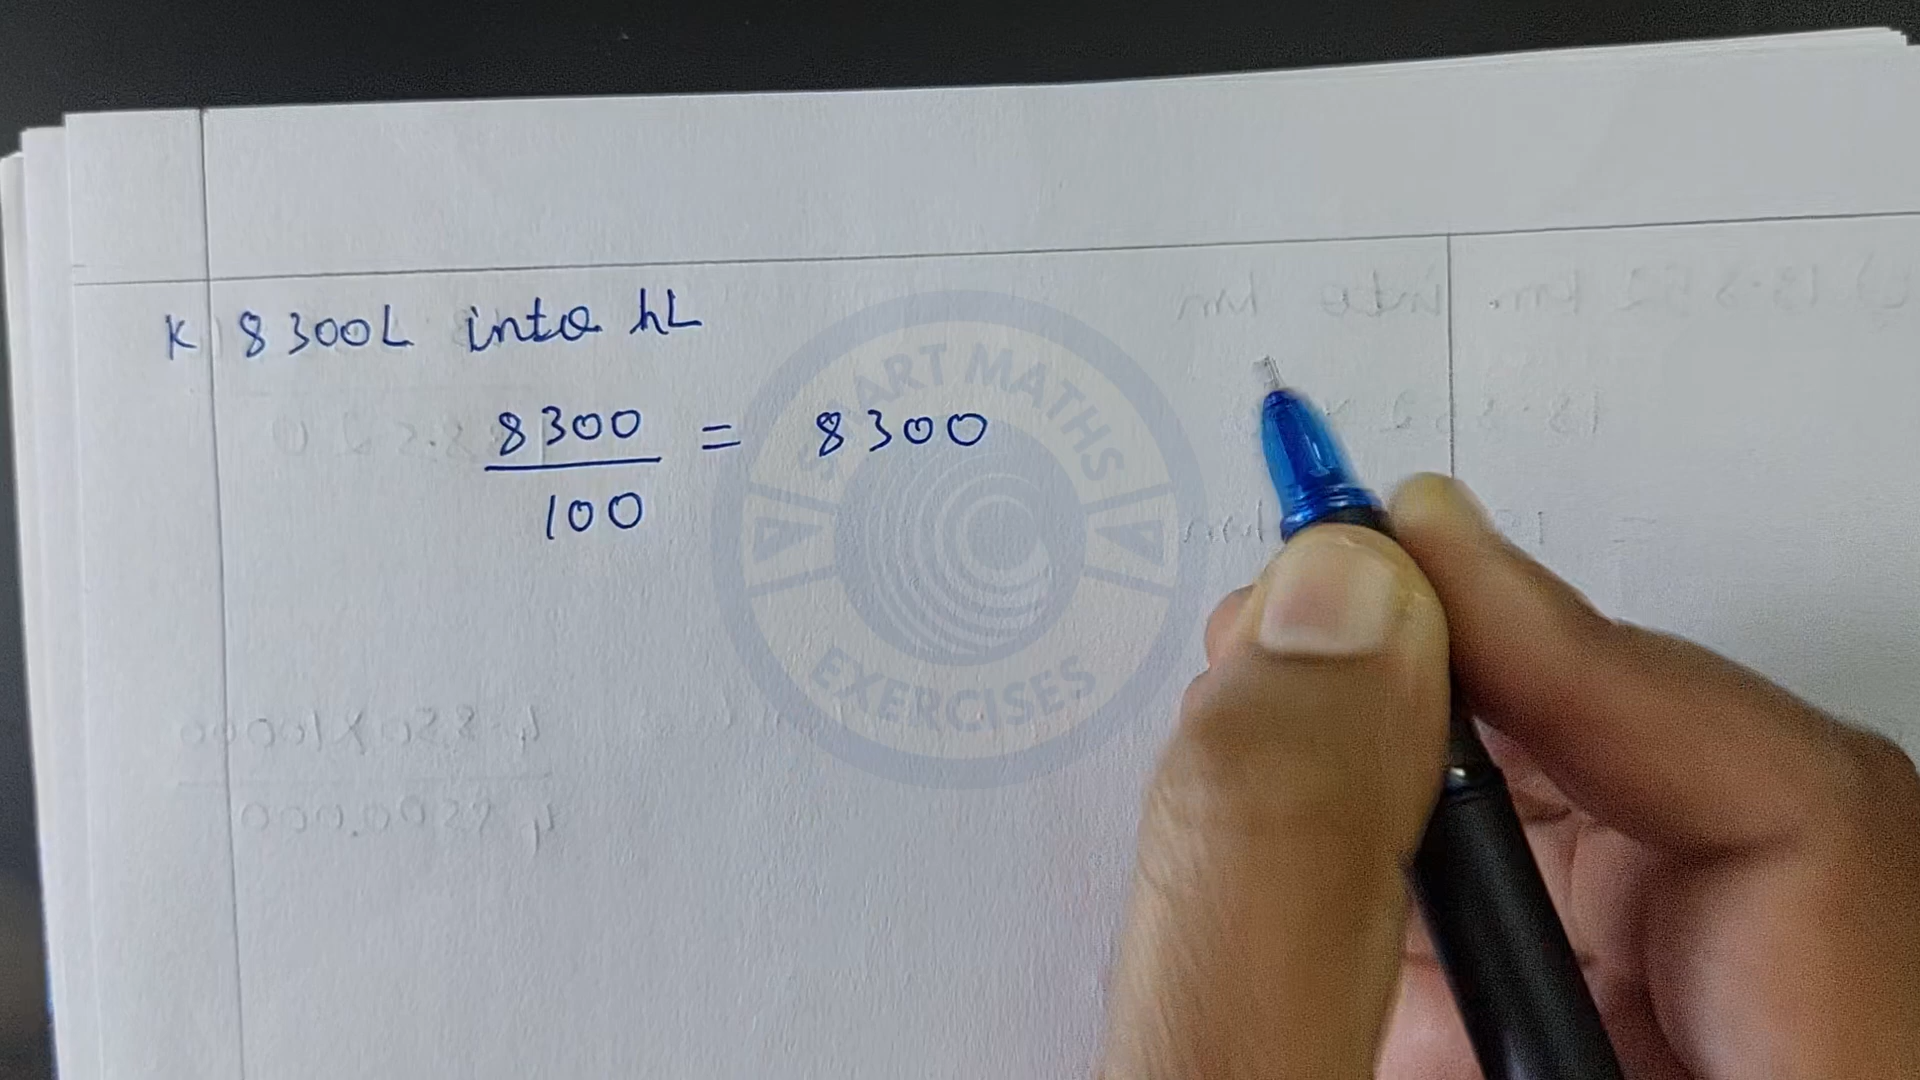 K 8300L into hL
8300 = 8300
100
SMART MATHS
EXERCISES